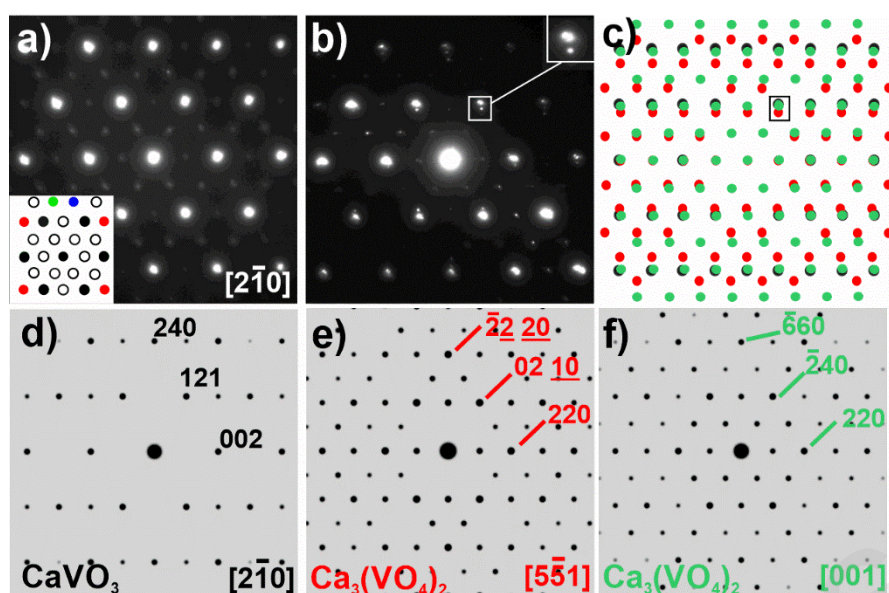 a)
[21̄0]
b)
c)
d)
240
121
002
CaVO₃
[21̄0]
e)
2̄2 20
02 10
220
Ca₃(VO₄)₂
[55̄1]
f)
6̄60
2̄40
220
Ca₃(VO₄)₂
[001]